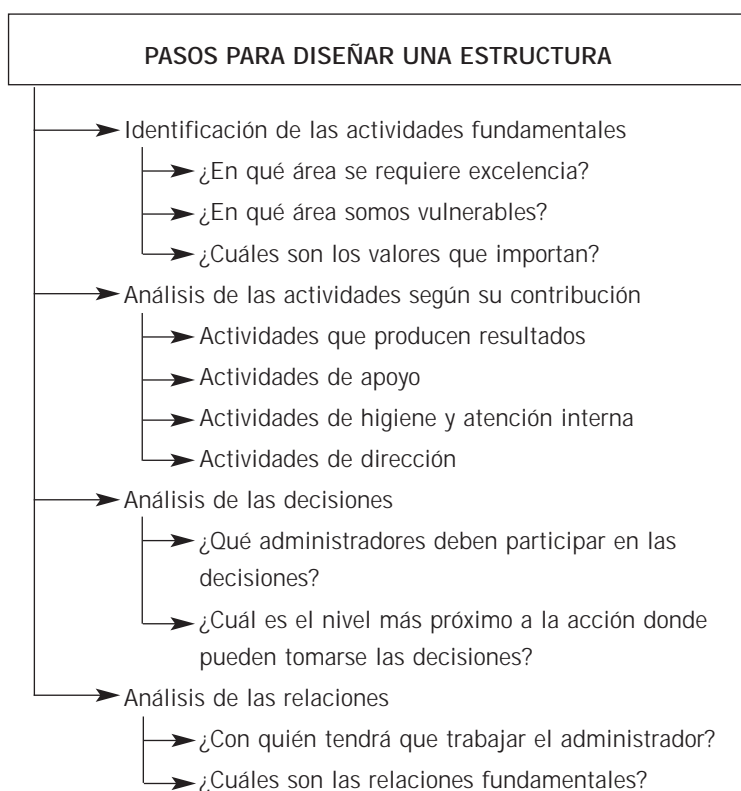 PASOS PARA DISEÑAR UNA ESTRUCTURA
Identificación de las actividades fundamentales
¿En qué área se requiere excelencia?
¿En qué área somos vulnerables?
¿Cuáles son los valores que importan?
Análisis de las actividades según su contribución
Actividades que producen resultados
Actividades de apoyo
Actividades de higiene y atención interna
Actividades de dirección
Análisis de las decisiones
¿Qué administradores deben participar en las
decisiones?
¿Cuál es el nivel más próximo a la acción donde
pueden tomarse las decisiones?
Análisis de las relaciones
¿Con quién tendrá que trabajar el administrador?
¿Cuáles son las relaciones fundamentales?